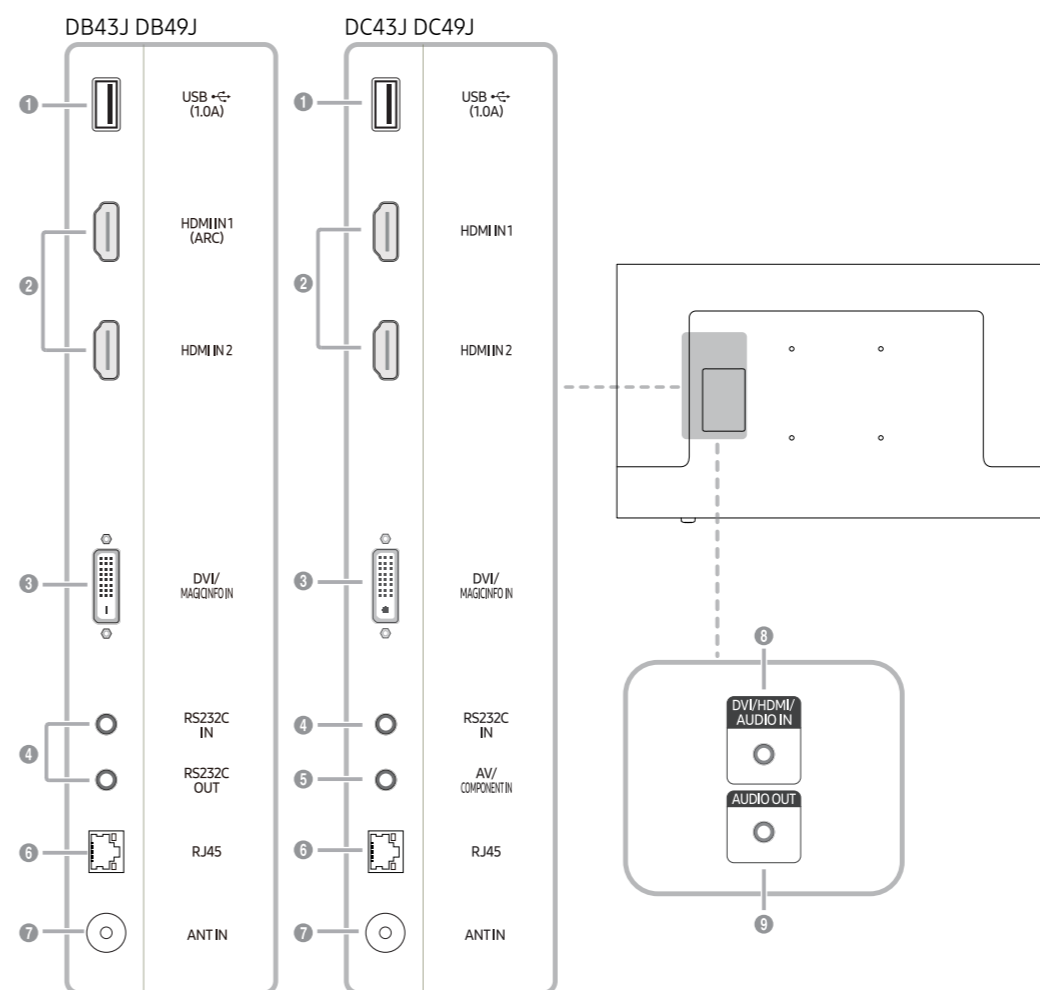 DB43J DB49J
1
USB
(1.0A)
2
HDMI IN 1
(ARC)
HDMI IN 2
3
DVI/
MAGICINFO IN
4
RS232C
IN
RS232C
OUT
6
RJ45
7
ANT IN
DC43J DC49J
1
USB
(1.0A)
2
HDMI IN 1
HDMI IN 2
3
DVI/
MAGICINFO IN
4
RS232C
IN
5
AV/
COMPONENT IN
6
RJ45
7
ANT IN
8
DVI/HDMI/
AUDIO IN
AUDIO OUT
9